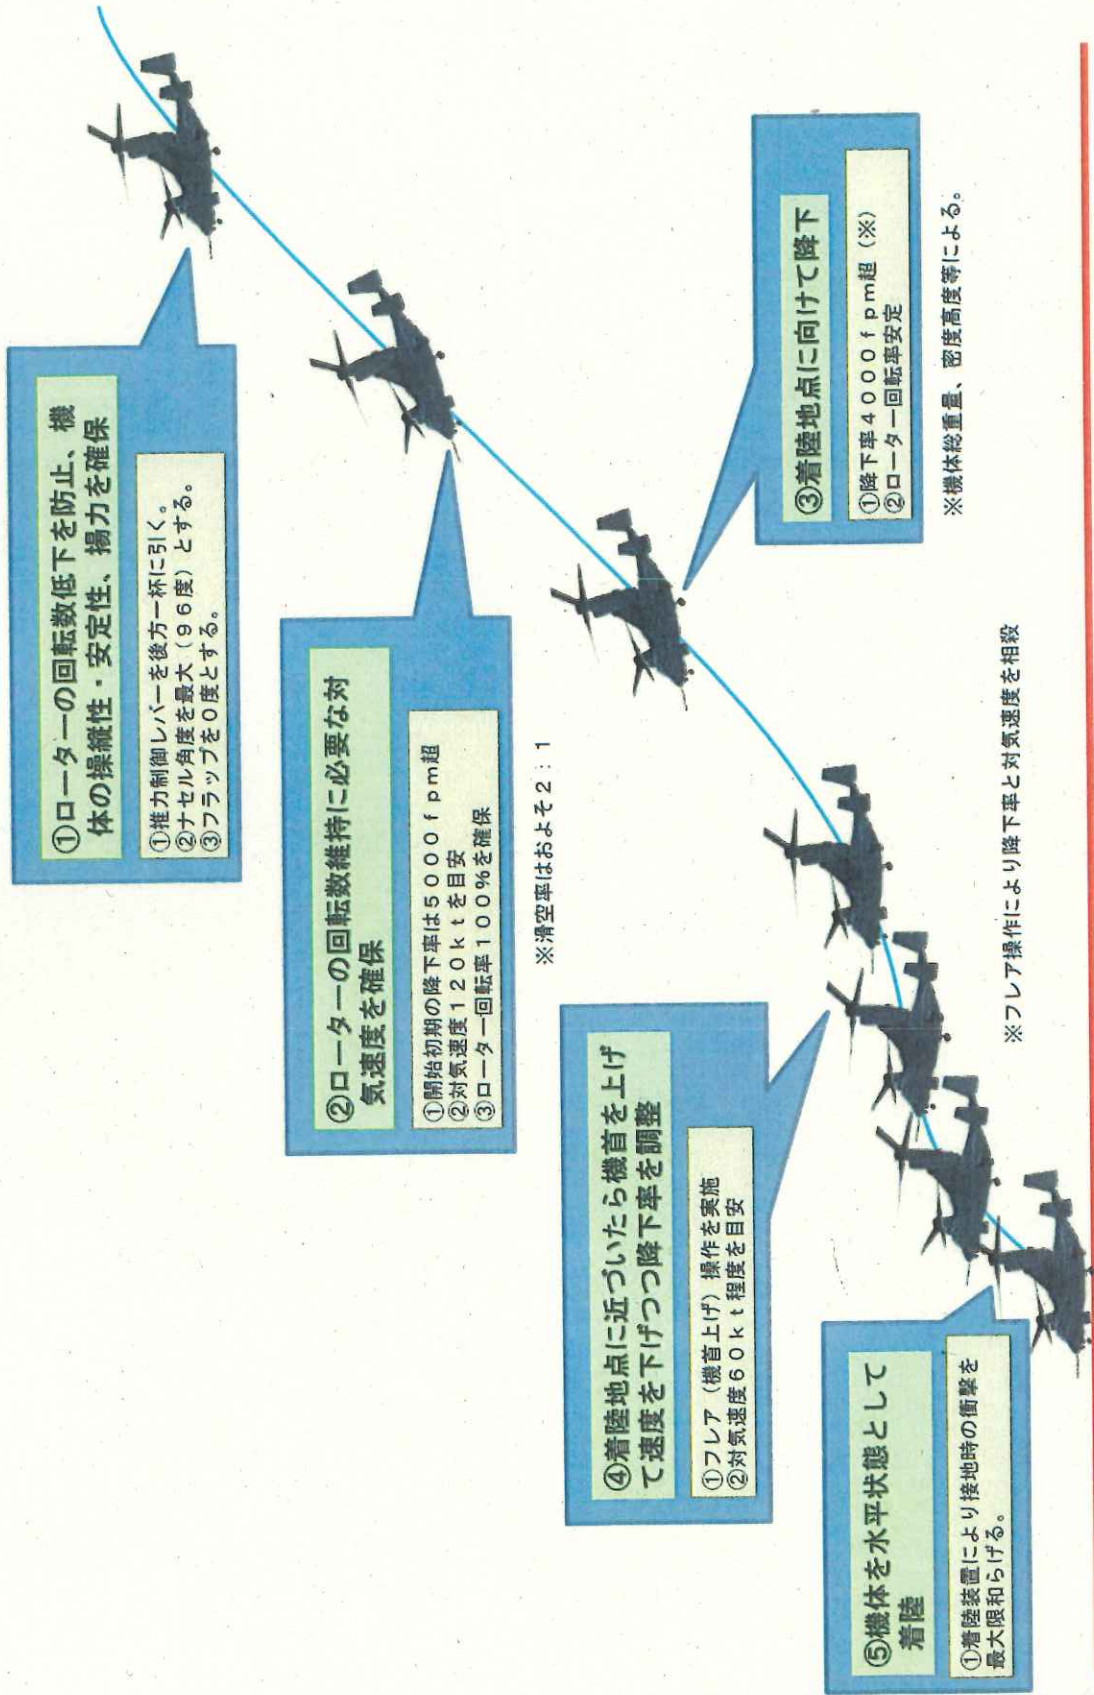 ①ローターの回転数低下を防止、機
体の操縦性・安定性、揚力を確保
①推力制御レバーを後方一杯に引く。
②ナセル角度を最大(96度)とする。
③フラップを0度とする。
②ローターの回転数維持に必要な対
気速度を確保
①開始初期の降下率は5000fpm超
②対気速度120ktを目安
③ローター回転率100%を確保
※滑空率はおよそ2:1
③着陸地点に向けて降下
①降下率4000fpm超(※)
②ローター回転率安定
※機体総重量、密度高度等による。
④着陸地点に近づいたら機首を上げ
て速度を下げつつ降下率を調整
①フレア(機首上げ)操作を実施
②対気速度60kt程度を目安
※フレア操作により降下率と対気速度を相殺
⑤機体を水平状態として
着陸
①着陸装置により接地時の衝撃を
最大限和らげる。